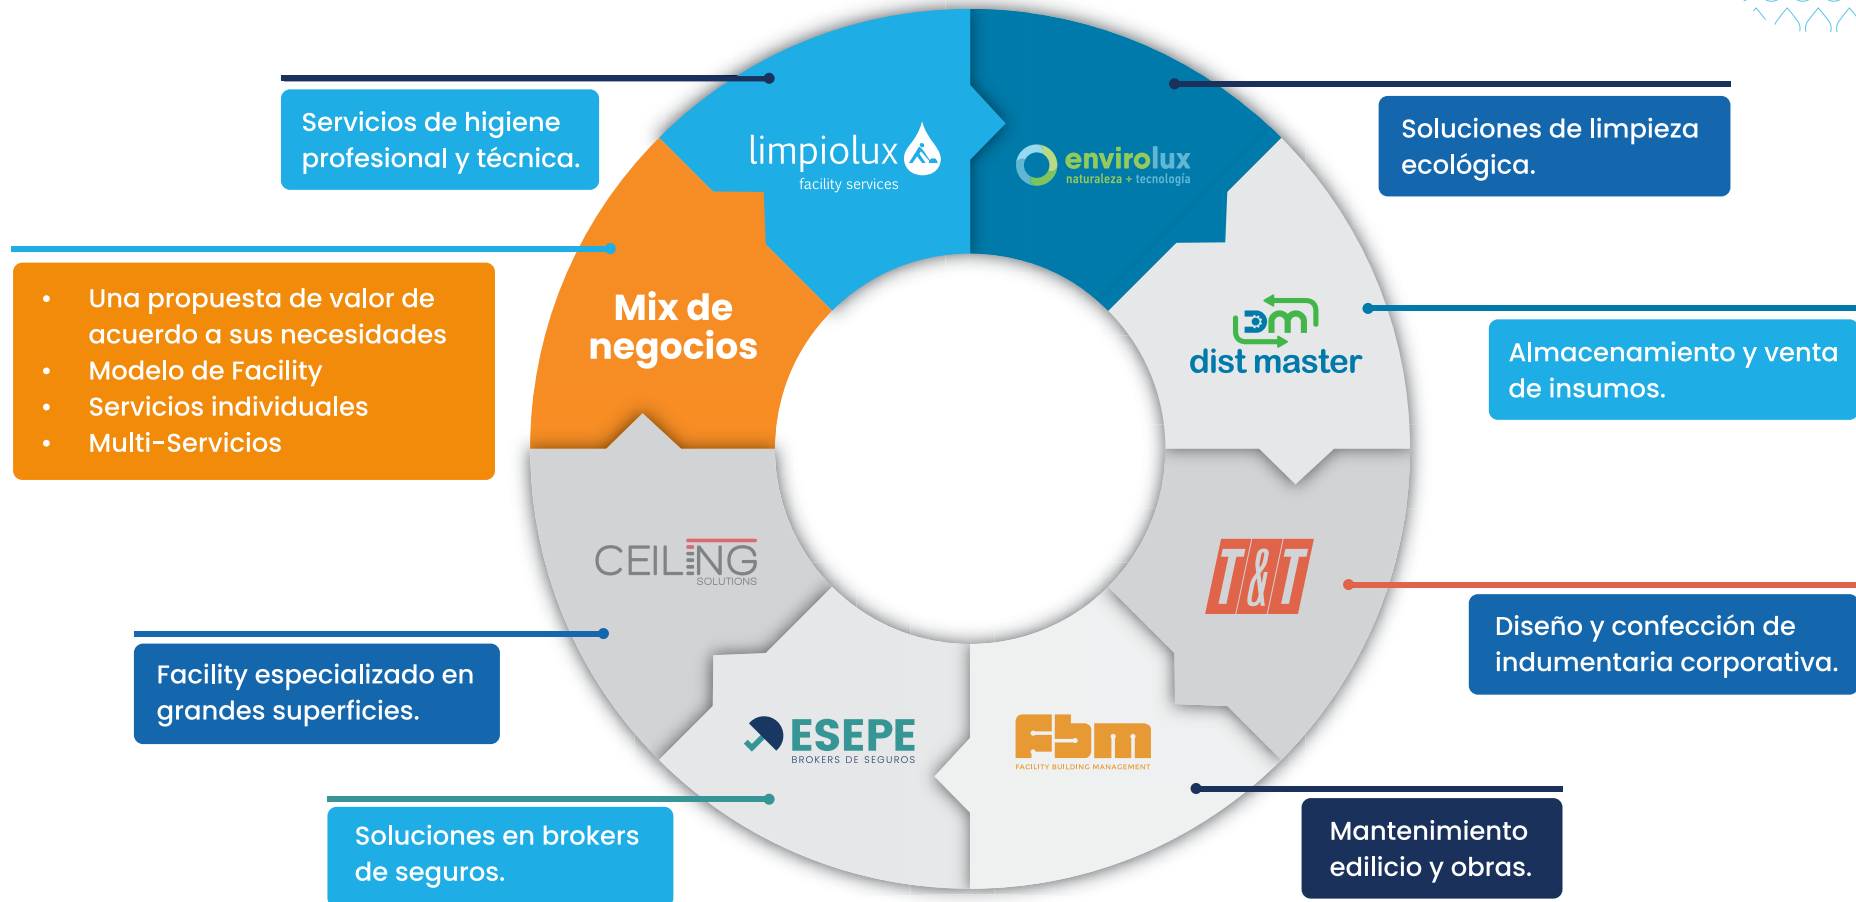 Servicios de higiene
profesional y técnica.
limpiolux
facility services
envirolux
naturaleza + tecnología
Soluciones de limpieza
ecológica.
• Una propuesta de valor de
acuerdo a sus necesidades
• Modelo de Facility
• Servicios individuales
• Multi-Servicios
Mix de
negocios
dm
dist master
Almacenamiento y venta
de insumos.
CEILING
SOLUTIONS
T&T
Diseño y confección de
indumentaria corporativa.
Facility especializado en
grandes superficies.
ESEPE
BROKERS DE SEGUROS
fbm
FACILITY BUILDING MANAGEMENT
Soluciones en brokers
de seguros.
Mantenimiento
edilicio y obras.